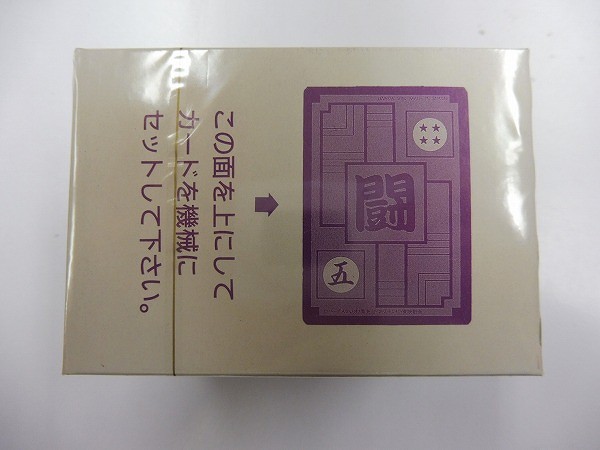 この面を上にして
カードを機械に
セットして下さい。
闘
五